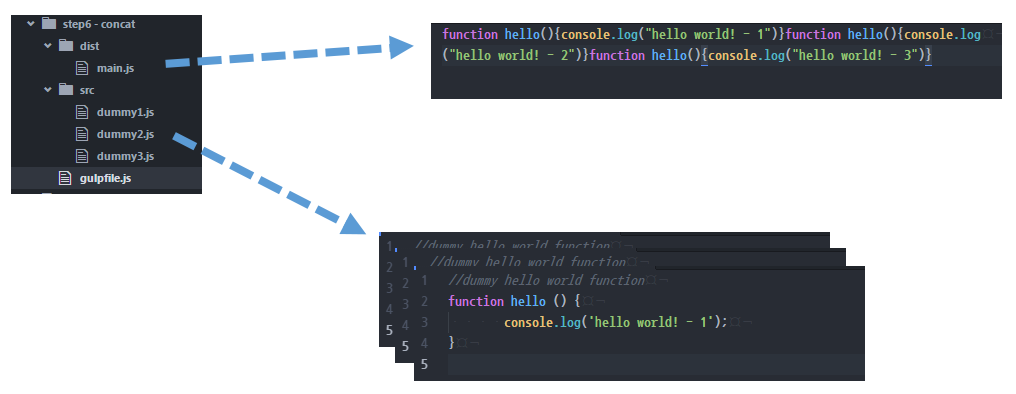 step6 - concat
dist
main.js
src
dummy1.js
dummy2.js
dummy3.js
gulpfile.js
function hello(){console.log("hello world! - 1")}function hello(){console.log
("hello world! - 2")}function hello(){console.log("hello world! - 3")}
1 //dummy hello world function
2
3
4
5
1 //dummy hello world function
2
3
4
5
1 //dummy hello world function
2 function hello () {
3 console.log('hello world! - 1');
4 }
5